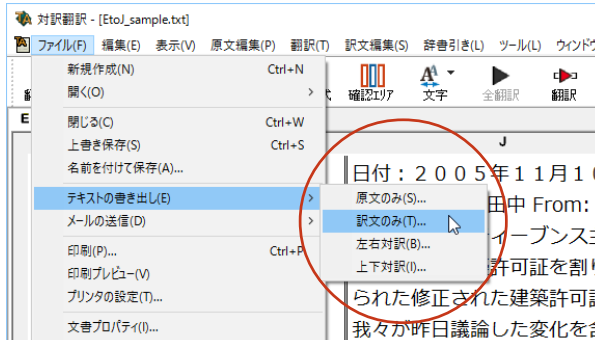 対訳翻訳 - [EtoJ_sample.txt]
ファイル(F) 編集(E) 表示(V) 原文編集(P) 翻訳(T) 訳文編集(S) 辞書引き(L) ツール(L) ウィンドウ
新規作成(N) Ctrl+N
開く(O)
閉じる(C) Ctrl+W
上書き保存(S) Ctrl+S
名前を付けて保存(A)...
テキストの書き出し(E)
メールの送信(D)
印刷(P)... Ctrl+P
印刷プレビュー(V)
プリンタの設定(T)...
文書プロパティ(I)...
原文のみ(S)...
訳文のみ(T)...
左右対訳(B)...
上下対訳(I)...
確認エリア 文字 全翻訳 翻訳
E J
日付：２００５年１１月１
田中 From:
ィーブンス
許可証を割り
られた修正された建築許可
我々が昨日議論した変化を